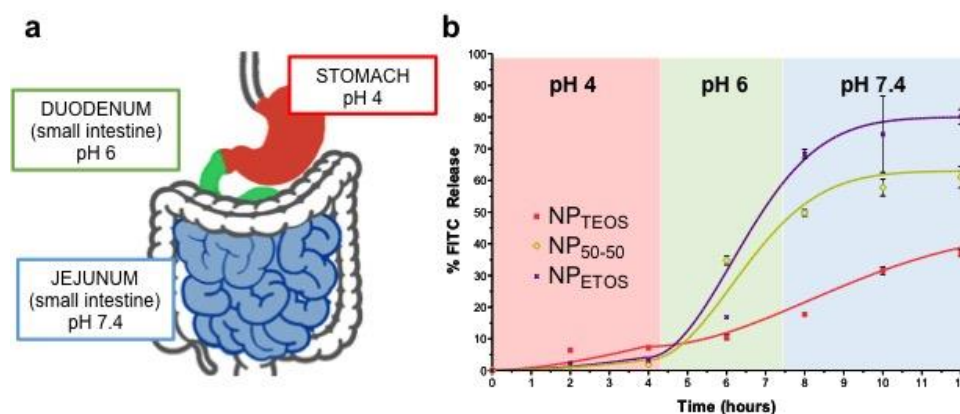 a
STOMACH
pH 4
DUODENUM
(small intestine)
pH 6
JEJUNUM
(small intestine)
pH 7.4
b
pH 4 pH 6 pH 7.4
% FITC Release
100
90
80
70
60
50
40
30
20
10
0
NPTEOS
NP50-50
NPETOS
0 1 2 3 4 5 6 7 8 9 10 11 12
Time (hours)